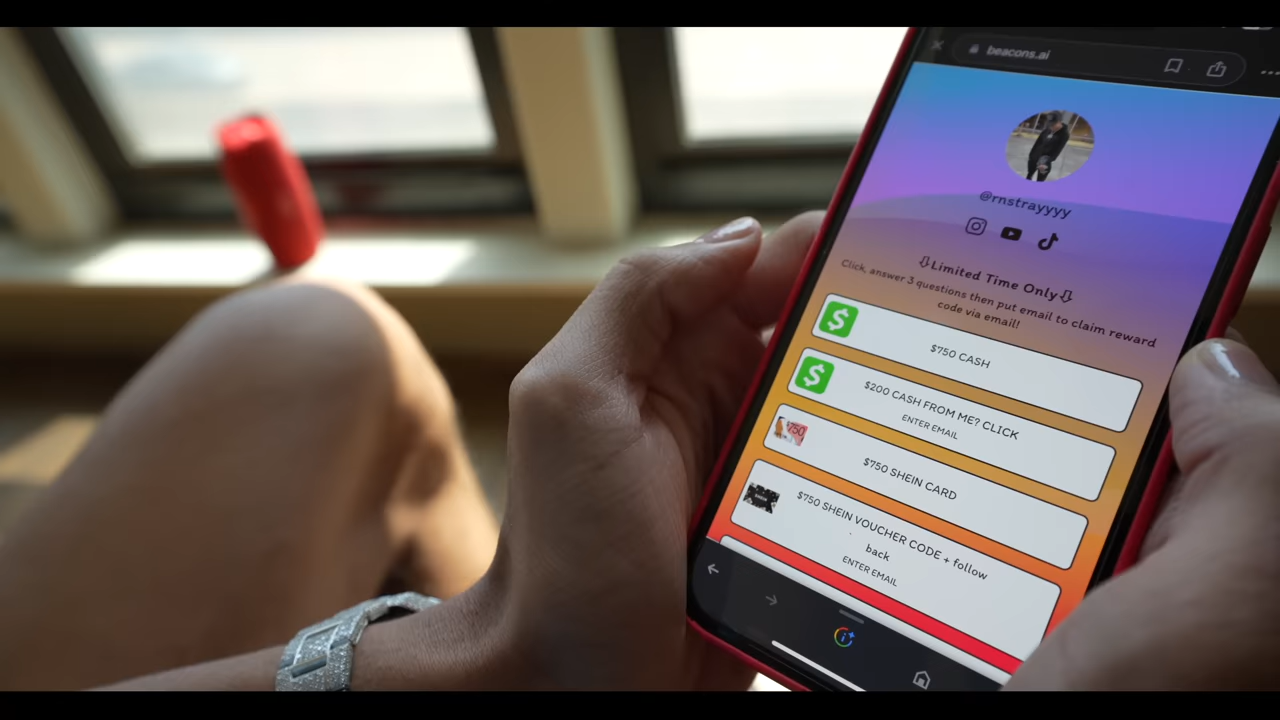 beacons.ai
@rnstrayyyy
⇩Limited Time Only⇩
Click, answer 3 questions then put email to claim reward
code via email!
$750 CASH
$200 CASH FROM ME? CLICK
ENTER EMAIL
$750
$750 SHEIN CARD
$750 SHEIN VOUCHER CODE + follow
back
ENTER EMAIL